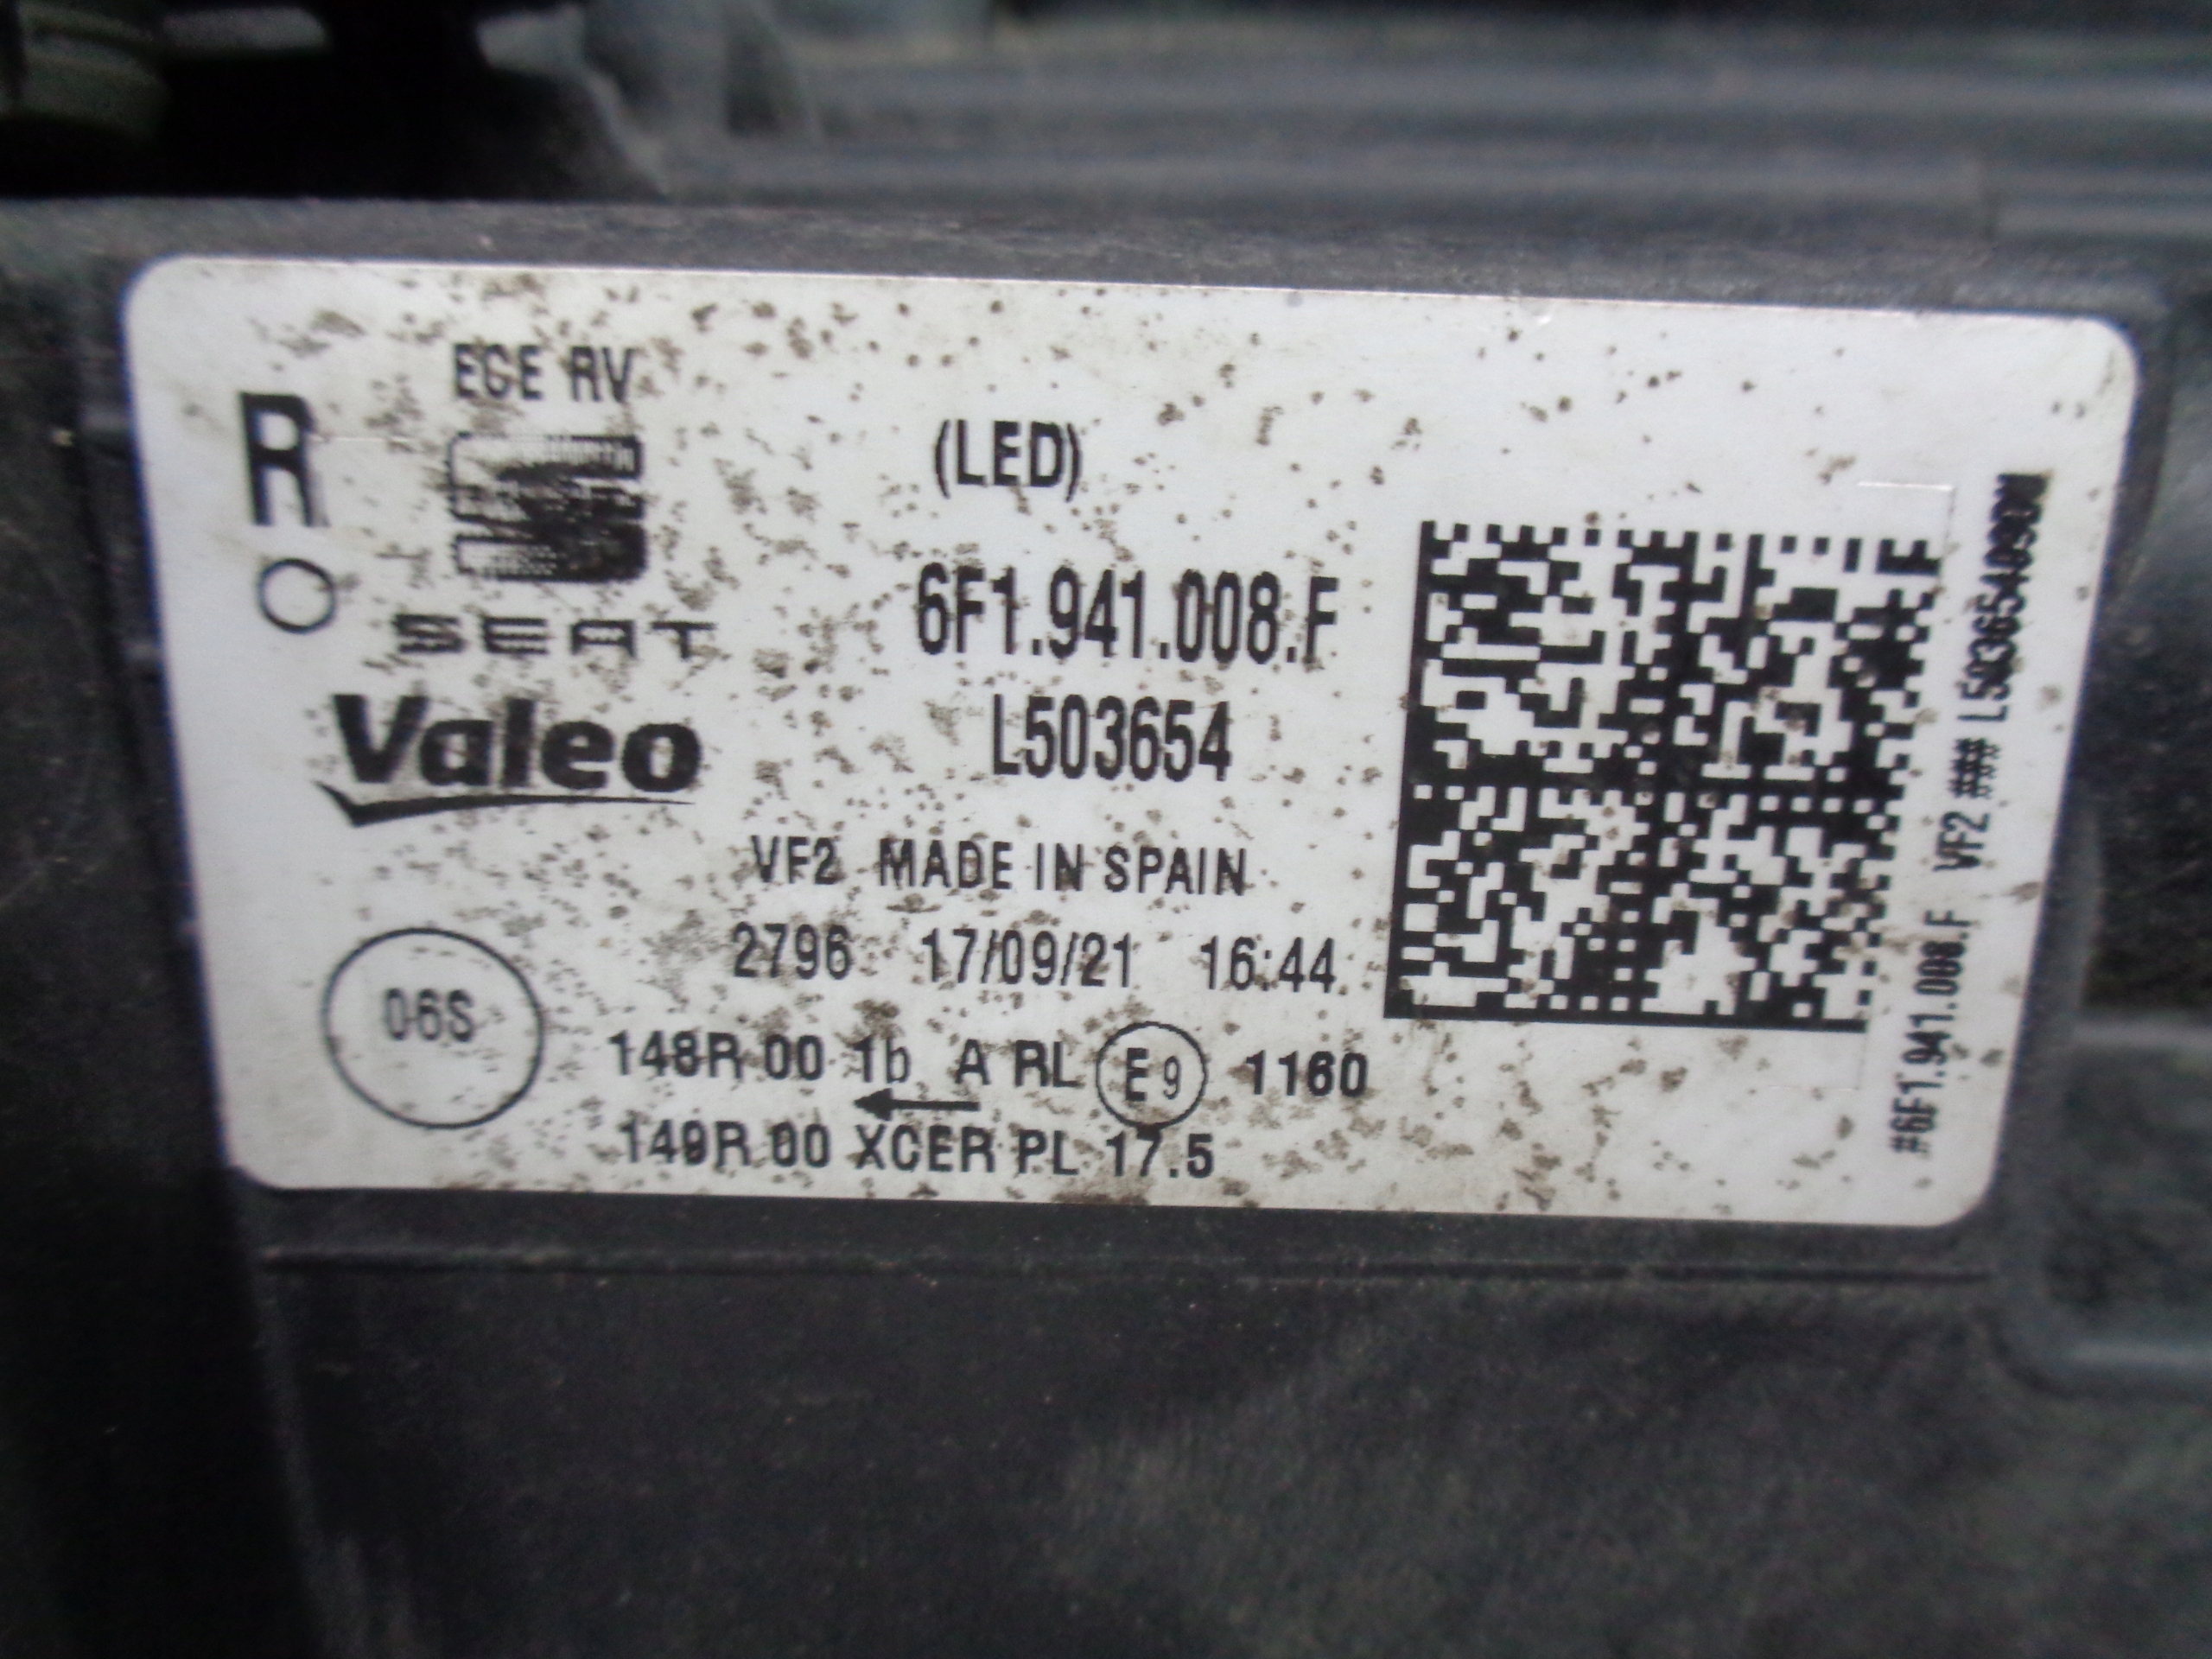 R
ECE RV
SEAT
Valeo
(LED)
6F1.941.008.F
L503654
VF2 MADE IN SPAIN
2796 17/09/21 16:44
06S
148R 00 1b A RL E9 1160
149R 00 XCER PL 17.5
#6F1.941.008.F VF2 ###